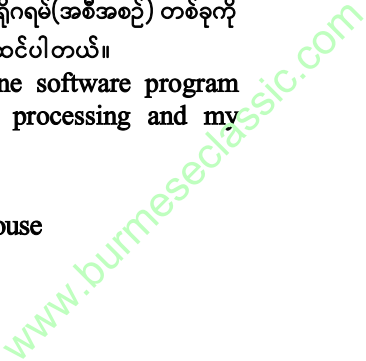 ရိုဂရမ်(အစီအစဉ်) တစ်ခုကို
ထင်ပါတယ်။
ne software program
processing and my
ouse
www.burmeseclassic.com